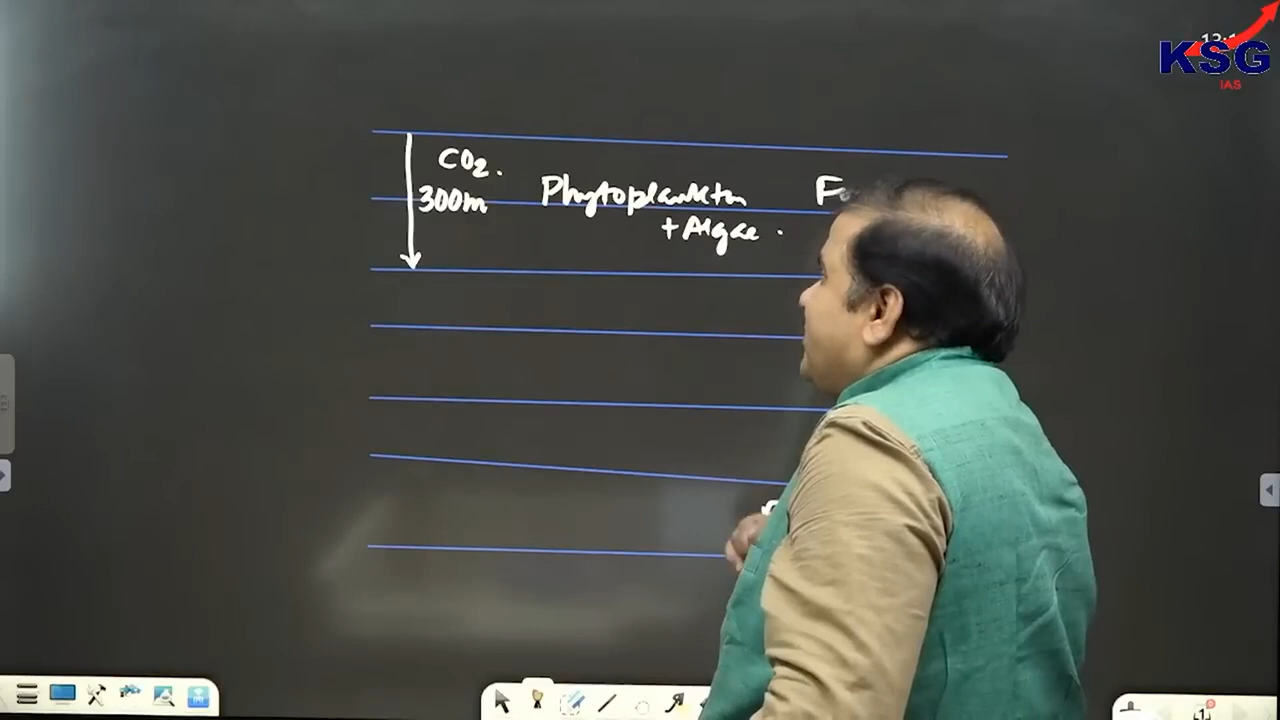 KSG
IAS
CO2.
300m
Phytoplankton
+ Algae.